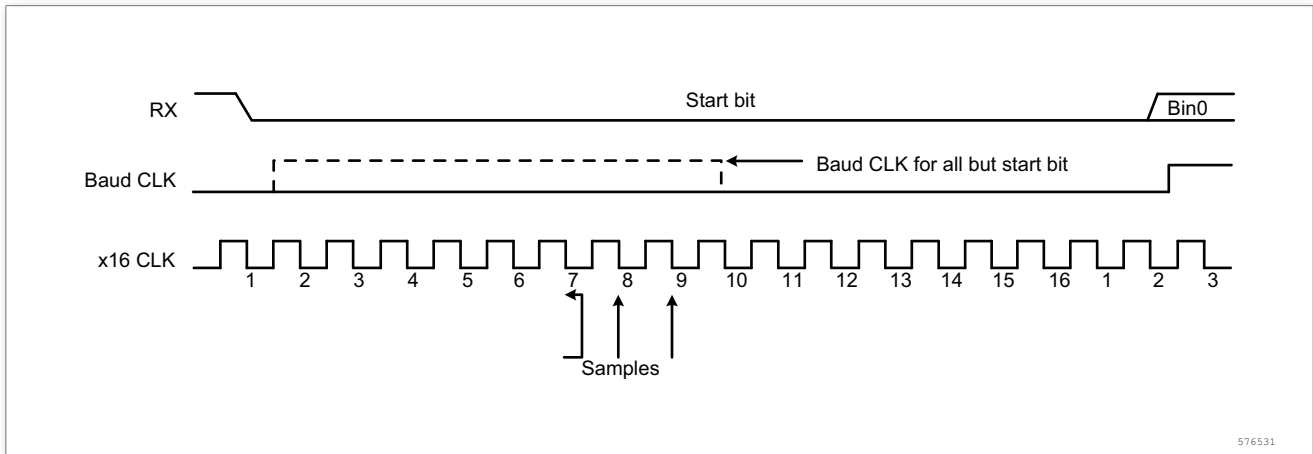 RX
Start bit
Bin0
Baud CLK
Baud CLK for all but start bit
x16 CLK
1 2 3 4 5 6 7 8 9 10 11 12 13 14 15 16 1 2 3
Samples
576531